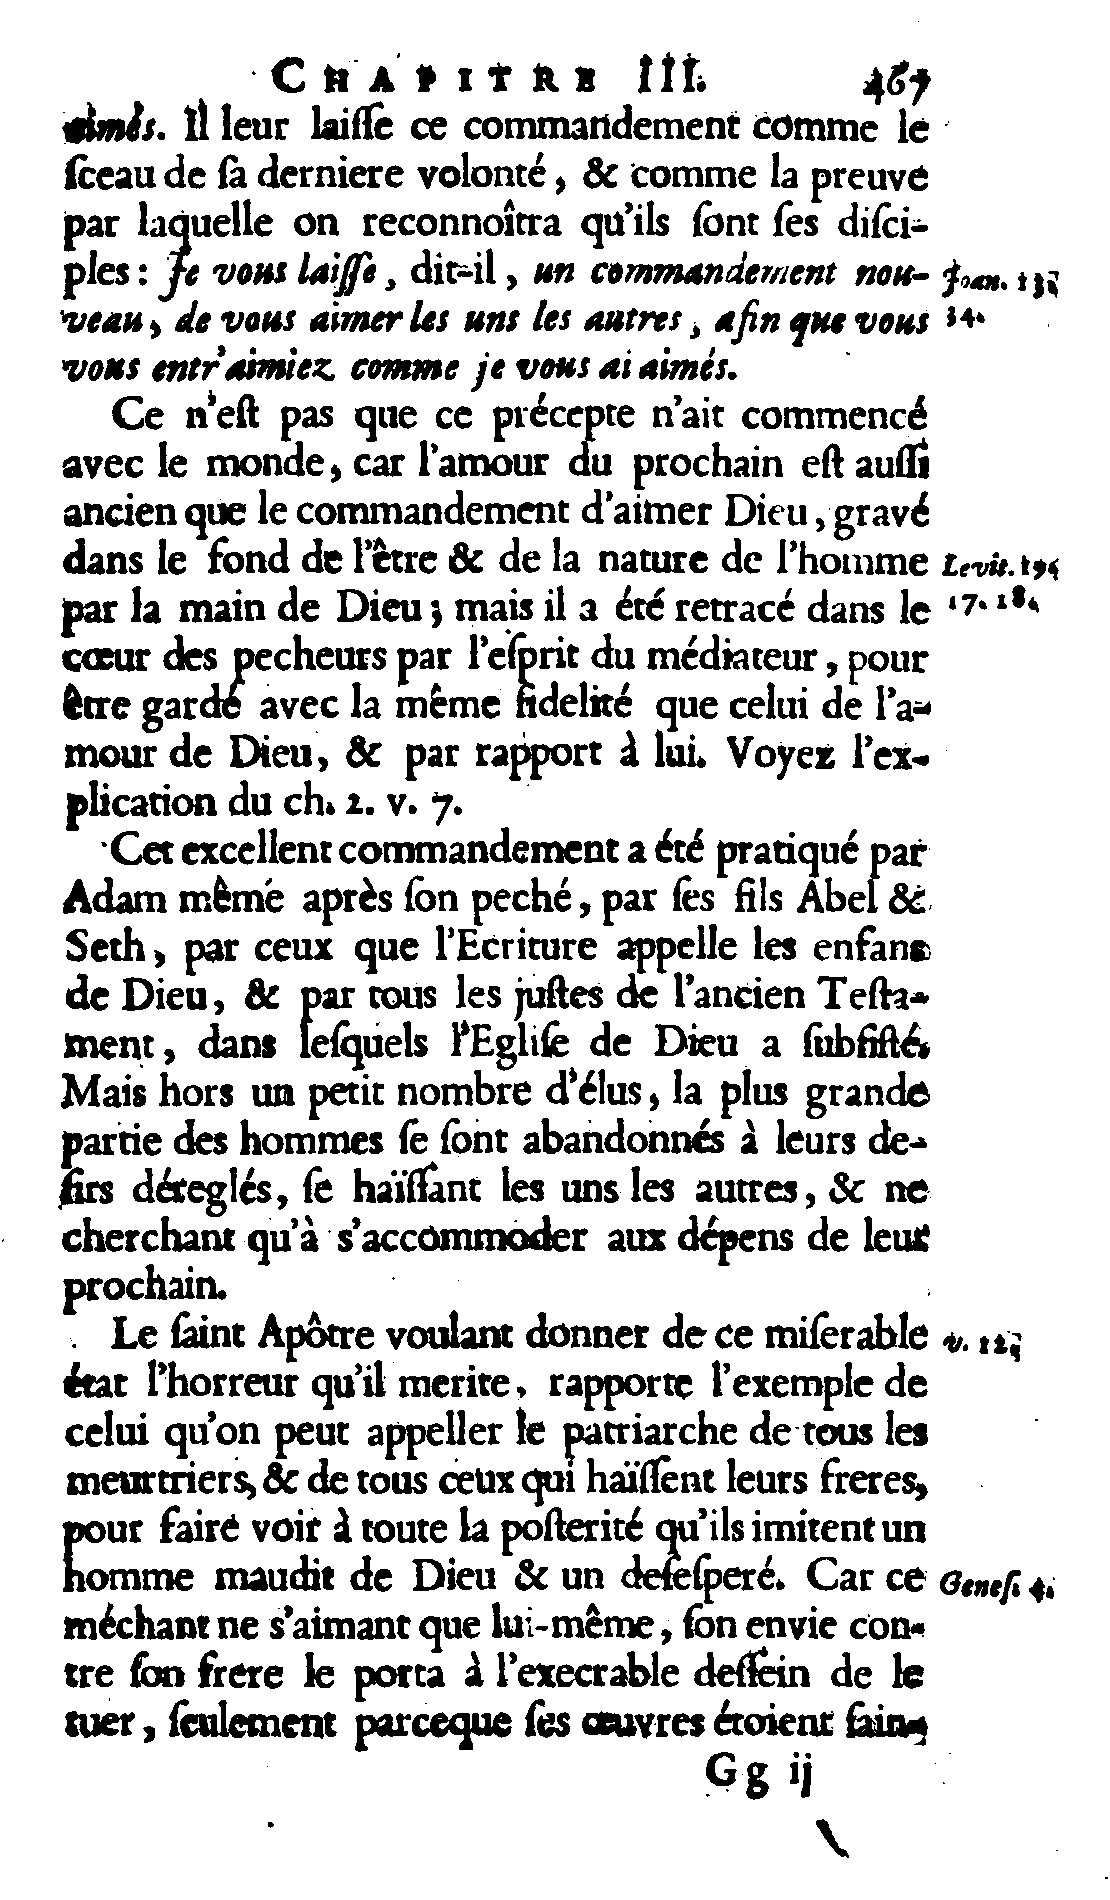 CHAPITRE III. 467
aimés. Il leur laiſſe ce commandement comme le
ſceau de ſa derniere volonté, & comme la preuve
par laquelle on reconnoîtra qu'ils ſont ſes diſci-
ples : Je vous laiſſe, dit-il, un commandement nou-
Joan. 13.
veau, de vous aimer les uns les autres, afin que vous
34.
vous entr'aimiez comme je vous ai aimés.
Ce n'eſt pas que ce précepte n'ait commencé
avec le monde, car l'amour du prochain eſt auſſi
ancien que le commandement d'aimer Dieu, gravé
dans le fond de l'être & de la nature de l'homme
Levit. 19.
par la main de Dieu; mais il a été retracé dans le
17. 18.
cœur des pecheurs par l'eſprit du médiateur, pour
être gardé avec la même fidelité que celui de l'a-
mour de Dieu, & par rapport à lui. Voyez l'ex-
plication du ch. 2. v. 7.
Cet excellent commandement a été pratiqué par
Adam même après ſon peché, par ſes fils Abel &
Seth, par ceux que l'Ecriture appelle les enfans
de Dieu, & par tous les juſtes de l'ancien Teſta-
ment, dans leſquels l'Egliſe de Dieu a ſubſiſté.
Mais hors un petit nombre d'élus, la plus grande
partie des hommes ſe ſont abandonnés à leurs de-
ſirs déreglés, ſe haïſſant les uns les autres, & ne
cherchant qu'à s'accommoder aux dépens de leur
prochain.
Le ſaint Apôtre voulant donner de ce miſerable
v. 12.
état l'horreur qu'il merite, rapporte l'exemple de
celui qu'on peut appeller le patriarche de tous les
meurtriers, & de tous ceux qui haïſſent leurs freres,
pour faire voir à toute la poſterité qu'ils imitent un
homme maudit de Dieu & un deſeſperé. Car ce
Geneſ. 4.
méchant ne s'aimant que lui-même, ſon envie con-
tre ſon frere le porta à l'execrable deſſein de le
tuer, ſeulement parceque ſes œuvres étoient ſain-
Gg ij